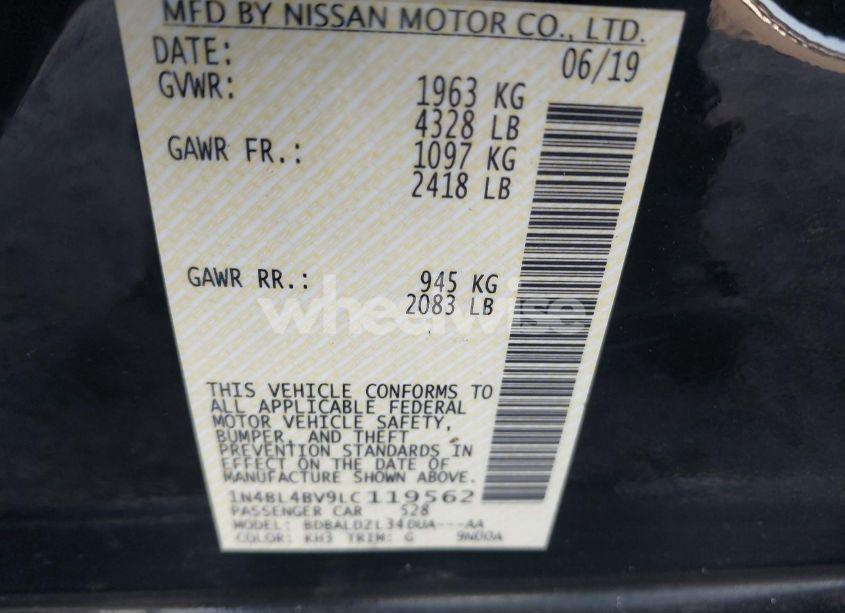 MFD BY NISSAN MOTOR CO., LTD.
DATE: 06/19
GVWR: 1963 KG
4328 LB
GAWR FR.: 1097 KG
2418 LB
GAWR RR.: 945 KG
2083 LB
wheelwise
THIS VEHICLE CONFORMS TO
ALL APPLICABLE FEDERAL
MOTOR VEHICLE SAFETY,
BUMPER, AND THEFT
PREVENTION STANDARDS IN
EFFECT ON THE DATE OF
MANUFACTURE SHOWN ABOVE.
1N4BL4BV9LC119562
PASSENGER CAR 528
MODEL: BDBALDZL34DUA---AA
COLOR: KH3 TRIM: G 9N00A